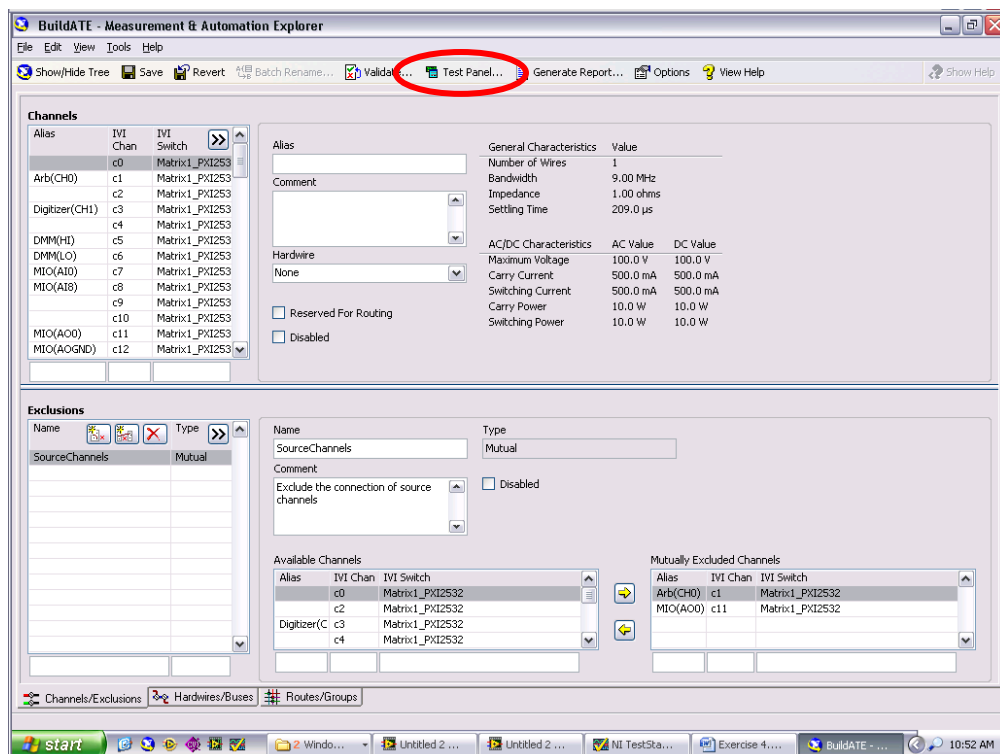 BuildATE - Measurement & Automation Explorer
File Edit View Tools Help
Show/Hide Tree Save Revert Batch Rename... Validate... Test Panel... Generate Report... Options View Help Show Help
Channels
Alias IVI Chan IVI Switch
c0 Matrix1_PXI253
Arb(CH0) c1 Matrix1_PXI253
c2 Matrix1_PXI253
Digitizer(CH1) c3 Matrix1_PXI253
c4 Matrix1_PXI253
DMM(HI) c5 Matrix1_PXI253
DMM(LO) c6 Matrix1_PXI253
MIO(AI0) c7 Matrix1_PXI253
MIO(AI8) c8 Matrix1_PXI253
c9 Matrix1_PXI253
c10 Matrix1_PXI253
MIO(AO0) c11 Matrix1_PXI253
MIO(AOGND) c12 Matrix1_PXI253
Alias
Comment
Hardwire
None
Reserved For Routing
Disabled
General Characteristics Value
Number of Wires 1
Bandwidth 9.00 MHz
Impedance 1.00 ohms
Settling Time 209.0 µs
AC/DC Characteristics AC Value DC Value
Maximum Voltage 100.0 V 100.0 V
Carry Current 500.0 mA 500.0 mA
Switching Current 500.0 mA 500.0 mA
Carry Power 10.0 W 10.0 W
Switching Power 10.0 W 10.0 W
Exclusions
Name Type
SourceChannels Mutual
Name
SourceChannels
Type
Mutual
Comment
Exclude the connection of source
channels
Disabled
Available Channels
Alias IVI Chan IVI Switch
c0 Matrix1_PXI2532
c2 Matrix1_PXI2532
Digitizer(C c3 Matrix1_PXI2532
c4 Matrix1_PXI2532
Mutually Excluded Channels
Alias IVI Chan IVI Switch
Arb(CH0) c1 Matrix1_PXI2532
MIO(AO0) c11 Matrix1_PXI2532
Channels/Exclusions Hardwires/Buses Routes/Groups
start 2 Windo... Untitled 2 ... Untitled 2 ... NI TestSta... Exercise 4.... BuildATE - ... 10:52 AM